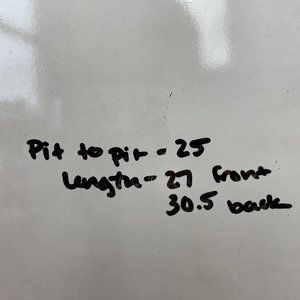 Pit to pit - 25
Length - 27 front
30.5 back